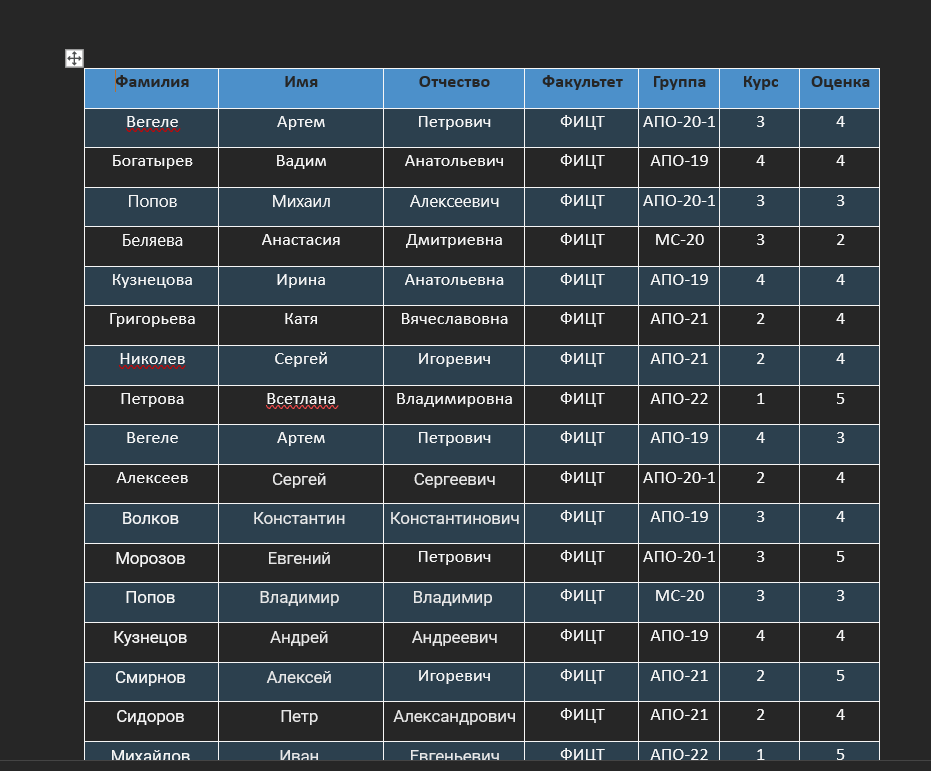 Фамилия Имя Отчество Факультет Группа Курс Оценка
Вегеле Артем Петрович ФИЦТ АПО-20-1 3 4
Богатырев Вадим Анатольевич ФИЦТ АПО-19 4 4
Попов Михаил Алексеевич ФИЦТ АПО-20-1 3 3
Беляева Анастасия Дмитриевна ФИЦТ МС-20 3 2
Кузнецова Ирина Анатольевна ФИЦТ АПО-19 4 4
Григорьева Катя Вячеславовна ФИЦТ АПО-21 2 4
Николев Сергей Игоревич ФИЦТ АПО-21 2 4
Петрова Всетлана Владимировна ФИЦТ АПО-22 1 5
Вегеле Артем Петрович ФИЦТ АПО-19 4 3
Алексеев Сергей Сергеевич ФИЦТ АПО-20-1 2 4
Волков Константин Константинович ФИЦТ АПО-19 3 4
Морозов Евгений Петрович ФИЦТ АПО-20-1 3 5
Попов Владимир Владимир ФИЦТ МС-20 3 3
Кузнецов Андрей Андреевич ФИЦТ АПО-19 4 4
Смирнов Алексей Игоревич ФИЦТ АПО-21 2 5
Сидоров Петр Александрович ФИЦТ АПО-21 2 4
Михайлов Иван Евгеньевич ФИЦТ АПО-22 1 5